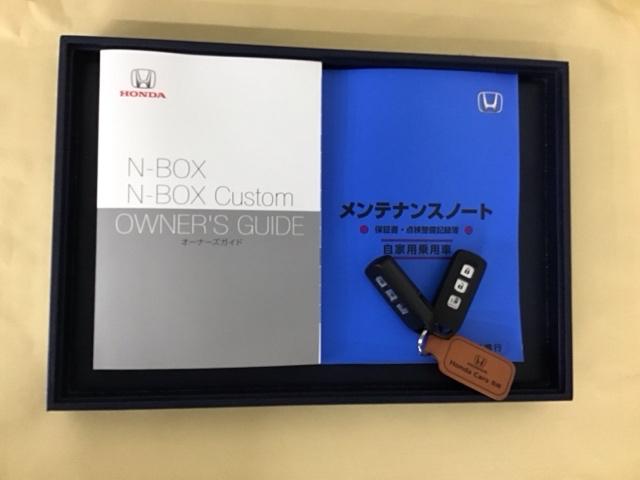 HONDA
N-BOX
N-BOX Custom
OWNER'S GUIDE
オーナーズガイド
メンテナンスノート
保証書・点検整備記録簿
自家用乗用車
行
Honda Cars